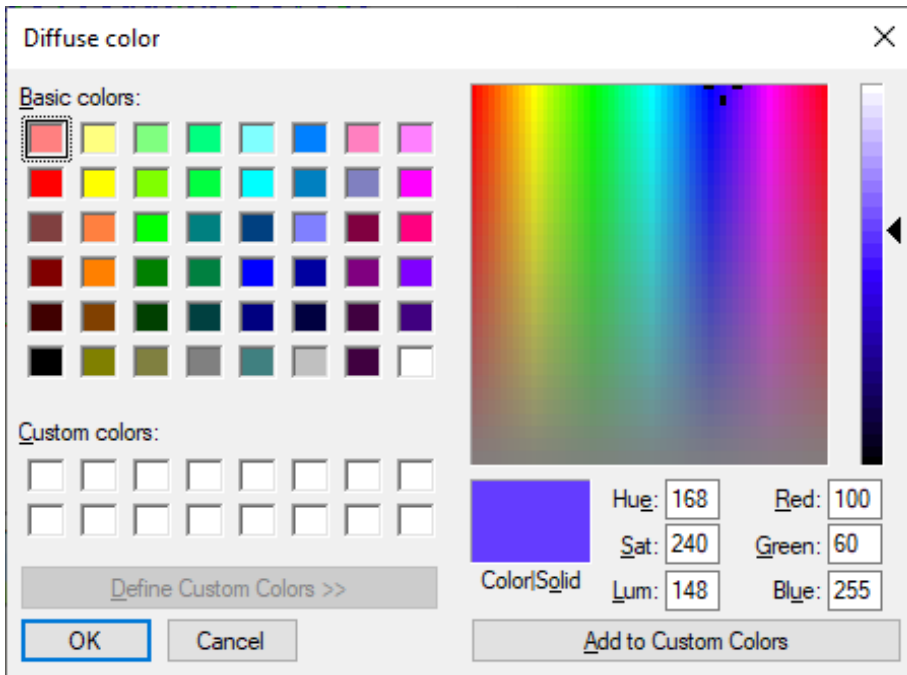 Diffuse color
Basic colors:
Custom colors:
Define Custom Colors >>
OK Cancel
Color|Solid
Hue: 168 Red: 100
Sat: 240 Green: 60
Lum: 148 Blue: 255
Add to Custom Colors